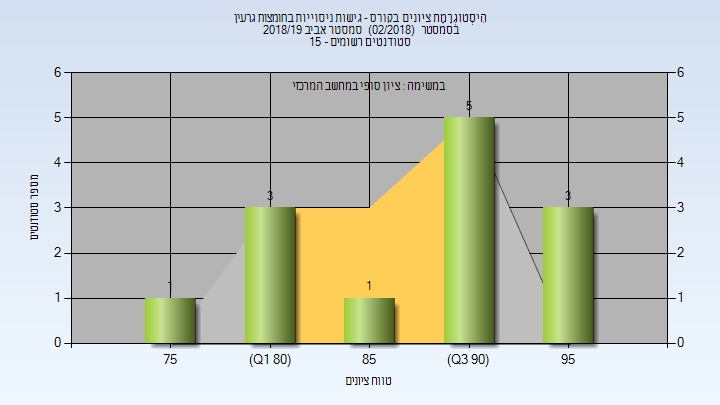 היסטוגרמת ציונים בקורס - גישות ניסוייות בחומצות גרעין
בסמסטר (02/2018) סמסטר אביב 2018/19
סטודנטים רשומים - 15
במשימה : ציון סופי במחשב המרכזי
6 6
5 5
4 4
3 3
2 2
1 1
0 0
1 3 1 5 3
מספר סטודנטים
75 (Q1 80) 85 (Q3 90) 95
טווח ציונים